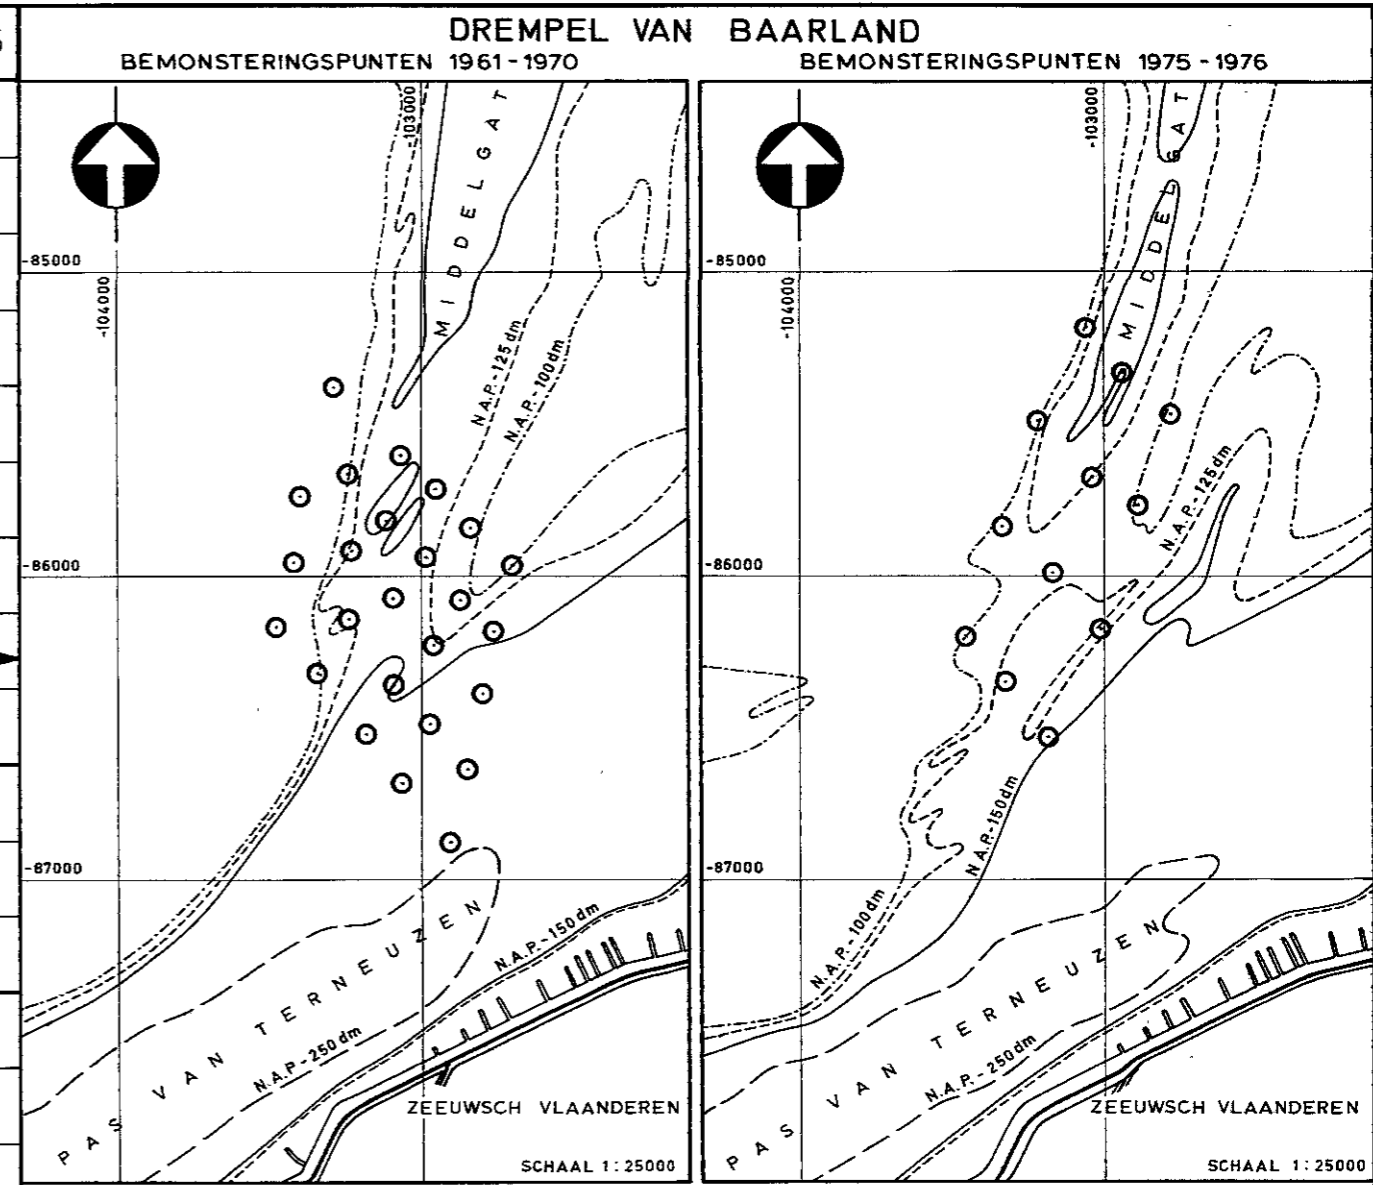 DREMPEL VAN BAARLAND
BEMONSTERINGSPUNTEN 1961-1970
-103000
MIDDELGAT
-85000
-104000
N.A.P.-125dm
N.A.P.-100dm
-86000
-87000
N.A.P.-150dm
PAS VAN TERNEUZEN
N.A.P.-250dm
ZEEUWSCH VLAANDEREN
SCHAAL 1:25000
BEMONSTERINGSPUNTEN 1975-1976
-103000
MIDDELGAT
-85000
-104000
N.A.P.-125dm
-86000
N.A.P.-150dm
-87000
N.A.P.-100dm
PAS VAN TERNEUZEN
N.A.P.-250dm
ZEEUWSCH VLAANDEREN
SCHAAL 1:25000